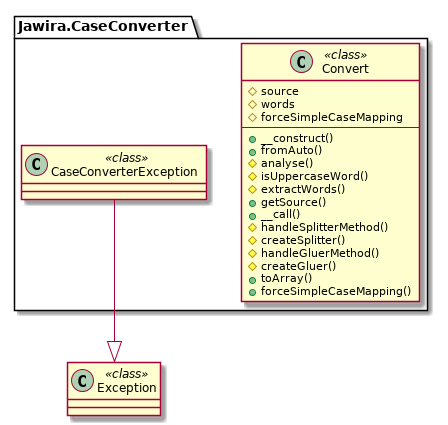 Jawira.CaseConverter
C
«class»
Convert
source
words
forceSimpleCaseMapping
__construct()
fromAuto()
analyse()
isUppercaseWord()
extractWords()
getSource()
__call()
handleSplitterMethod()
createSplitter()
handleGluerMethod()
createGluer()
toArray()
forceSimpleCaseMapping()
C
«class»
CaseConverterException
C
«class»
Exception